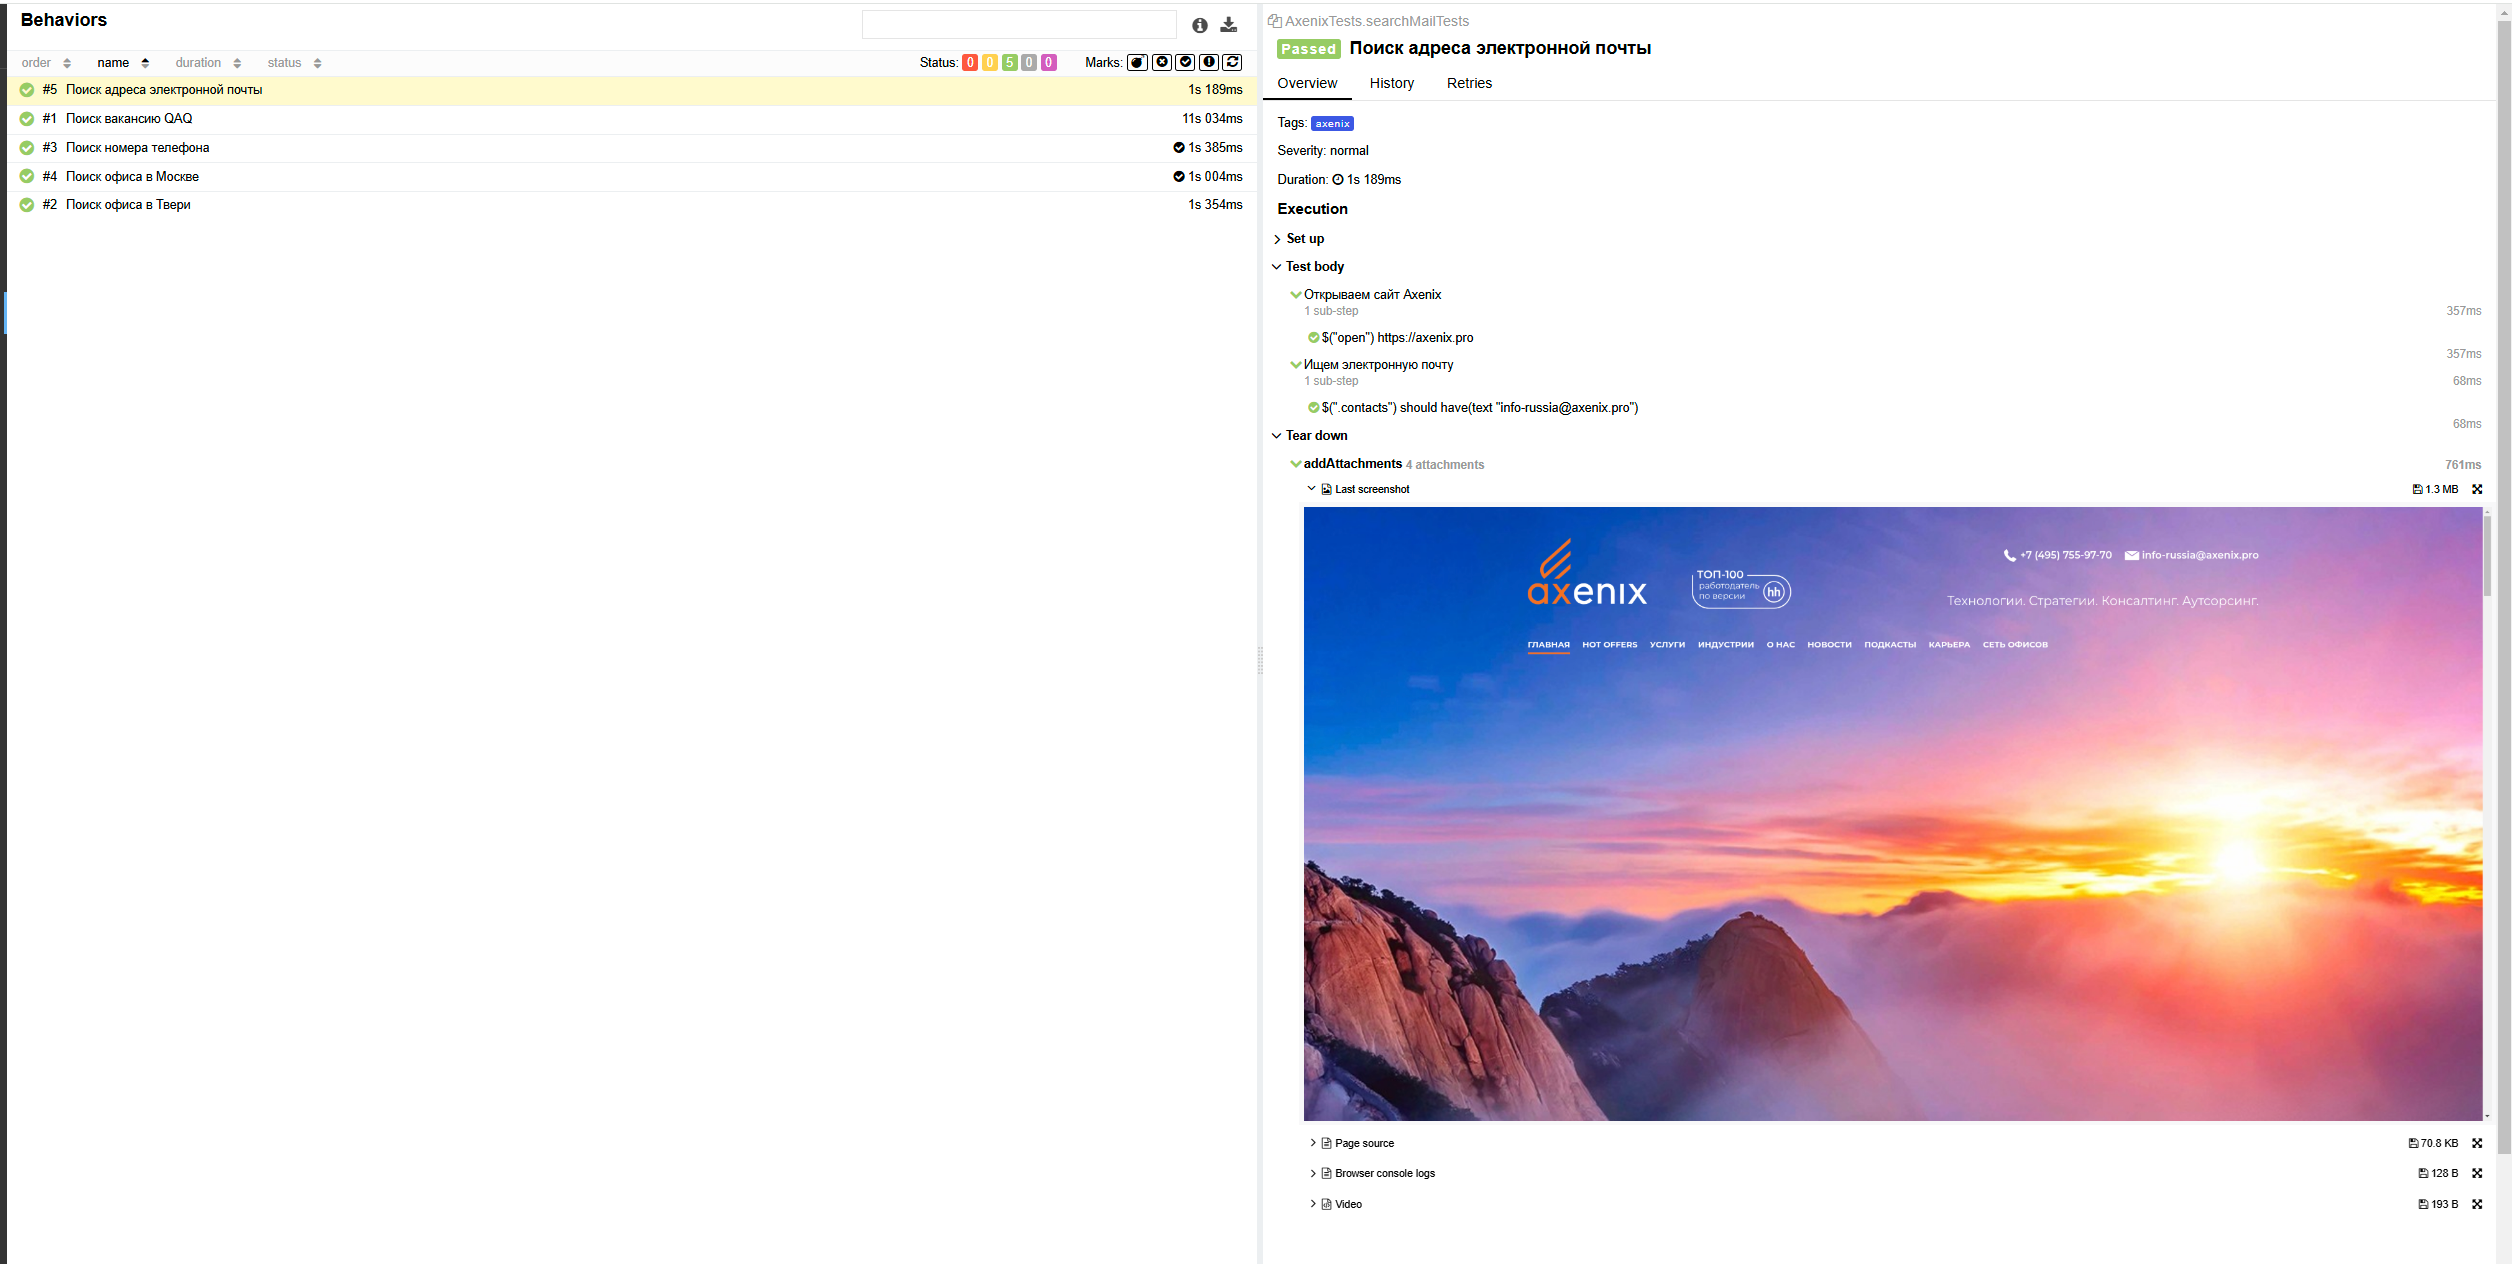 Behaviors
order name duration status Status: 0 0 5 0 0 Marks:
#5 Поиск адреса электронной почты 1s 189ms
#1 Поиск вакансию QAQ 11s 034ms
#3 Поиск номера телефона 1s 385ms
#4 Поиск офиса в Москве 1s 004ms
#2 Поиск офиса в Твери 1s 354ms
AxenixTests.searchMailTests
Passed Поиск адреса электронной почты
Overview History Retries
Tags: axenix
Severity: normal
Duration: 1s 189ms
Execution
Set up
Test body
Открываем сайт Axenix
1 sub-step 357ms
$("open") https://axenix.pro
357ms
Ищем электронную почту
1 sub-step 68ms
$(".contacts") should have(text "info-russia@axenix.pro")
68ms
Tear down
addAttachments 4 attachments 761ms
Last screenshot 1.3 MB
+7 (495) 755-97-70 info-russia@axenix.pro
axenix
ТОП-100
работодатель
по версии
hh
Технологии. Стратегии. Консалтинг. Аутсорсинг.
ГЛАВНАЯ HOT OFFERS УСЛУГИ ИНДУСТРИИ О НАС НОВОСТИ ПОДКАСТЫ КАРЬЕРА СЕТЬ ОФИСОВ
Page source 70.8 KB
Browser console logs 128 B
Video 193 B